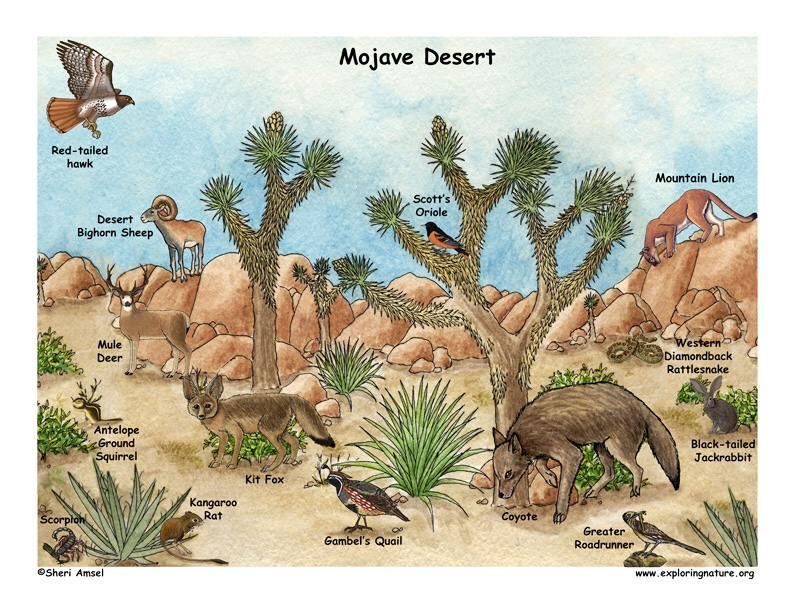 Mojave Desert
Red-tailed
hawk
Desert
Bighorn Sheep
Scott's
Oriole
Mountain Lion
Mule
Deer
Western
Diamondback
Rattlesnake
Antelope
Ground
Squirrel
Kit Fox
Black-tailed
Jackrabbit
Scorpion
Kangaroo
Rat
Gambel's Quail
Coyote
Greater
Roadrunner
©Sheri Amsel
www.exploringnature.org